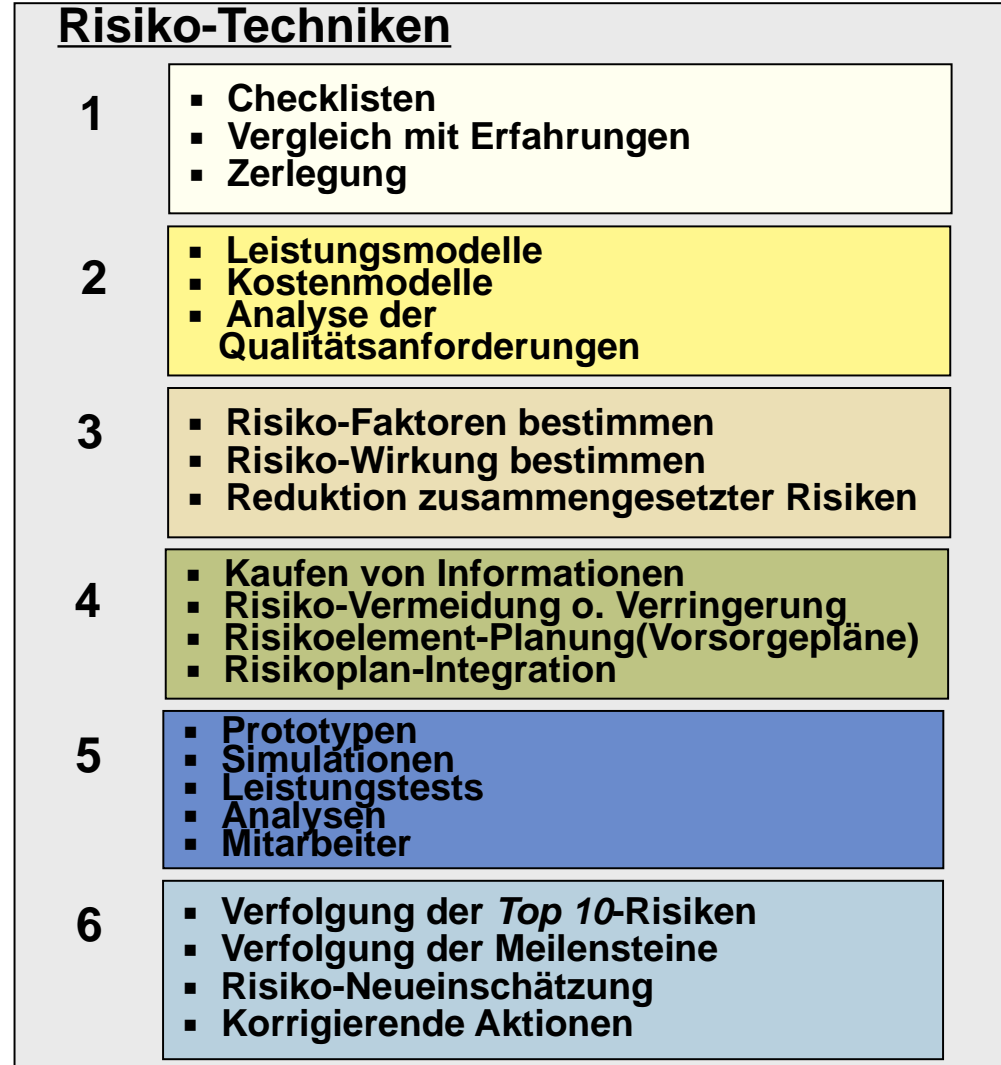 Risiko-Techniken
1
▪ Checklisten
▪ Vergleich mit Erfahrungen
▪ Zerlegung
2
▪ Leistungsmodelle
▪ Kostenmodelle
▪ Analyse der
Qualitätsanforderungen
3
▪ Risiko-Faktoren bestimmen
▪ Risiko-Wirkung bestimmen
▪ Reduktion zusammengesetzter Risiken
4
▪ Kaufen von Informationen
▪ Risiko-Vermeidung o. Verringerung
▪ Risikoelement-Planung(Vorsorgepläne)
▪ Risikoplan-Integration
5
▪ Prototypen
▪ Simulationen
▪ Leistungstests
▪ Analysen
▪ Mitarbeiter
6
▪ Verfolgung der Top 10-Risiken
▪ Verfolgung der Meilensteine
▪ Risiko-Neueinschätzung
▪ Korrigierende Aktionen